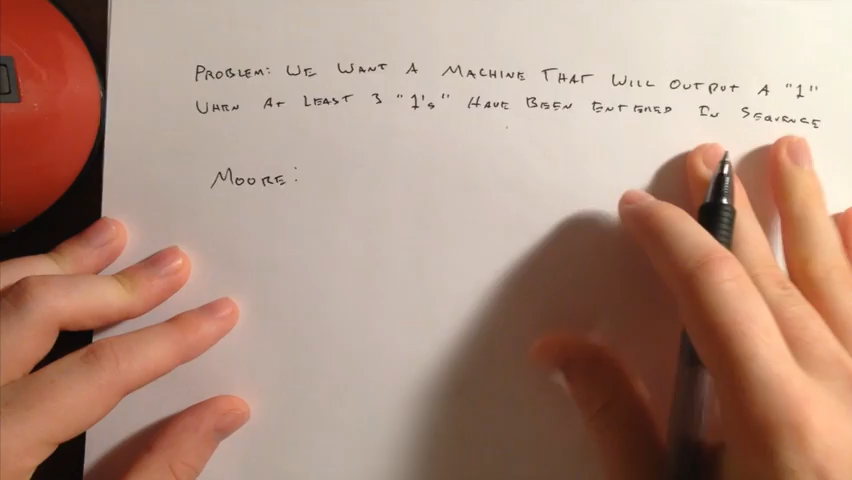 PROBLEM: WE WANT A MACHINE THAT WILL OUTPUT A "1"
WHEN AT LEAST 3 "1's" HAVE BEEN ENTERED IN SEQUENCE
MOORE: